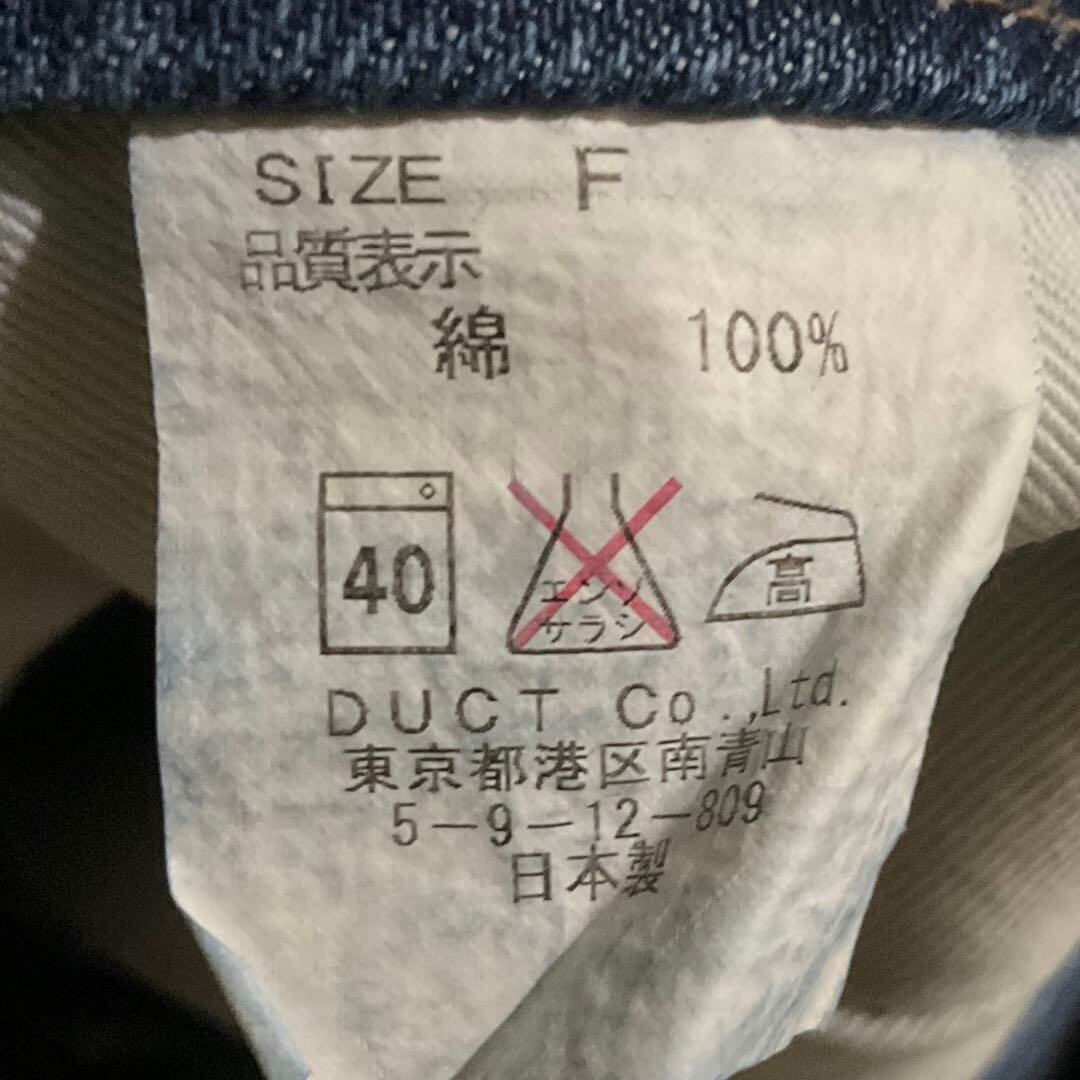 SIZE F
品質表示
綿 100%
40
エンソ
サラシ
高
DUCT Co.,Ltd.
東京都港区南青山
5-9-12-809
日本製